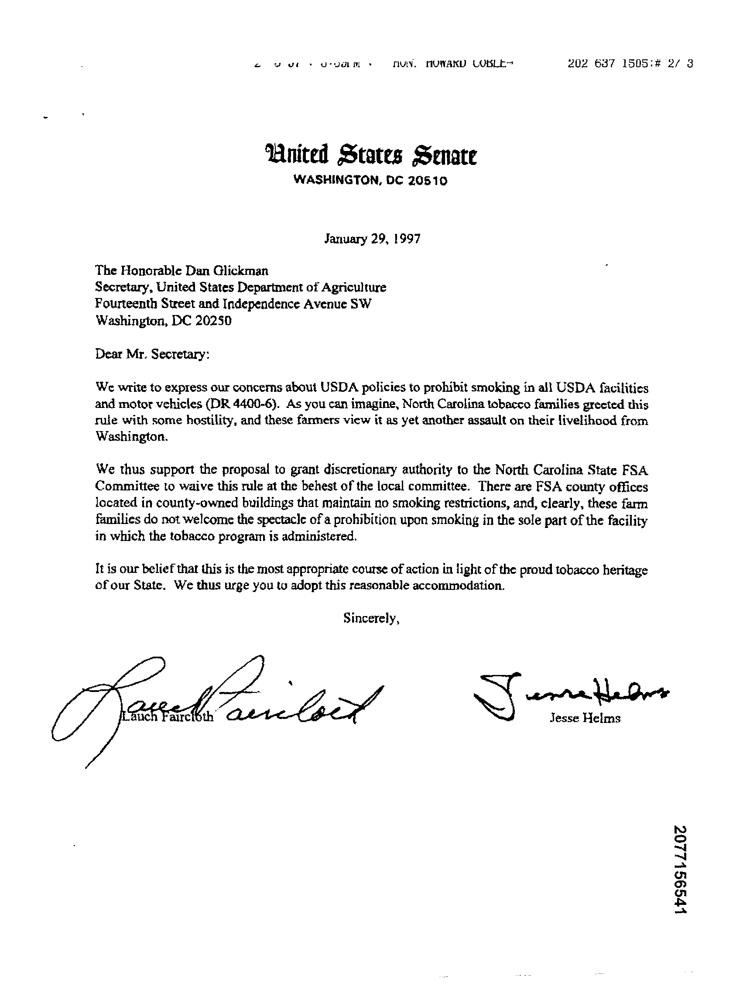 HON. HOWARD COBLE→ 202 637 1505:# 2/ 3
United States Senate
WASHINGTON, DC 20510
January 29, 1997
The Honorable Dan Glickman
Secretary, United States Department of Agriculture
Fourteenth Street and Independence Avenue SW
Washington, DC 20250
Dear Mr. Secretary:
We write to express our concerns about USDA policies to prohibit smoking in all USDA facilities
and motor vehicles (DR 4400-6). As you can imagine, North Carolina tobacco families greeted this
rule with some hostility, and these farmers view it as yet another assault on their livelihood from
Washington.
We thus support the proposal to grant discretionary authority to the North Carolina State FSA
Committee to waive this rule at the behest of the local committee. There are FSA county offices
located in county-owned buildings that maintain no smoking restrictions, and, clearly, these farm
families do not welcome the spectacle of a prohibition upon smoking in the sole part of the facility
in which the tobacco program is administered.
It is our belief that this is the most appropriate course of action in light of the proud tobacco heritage
of our State. We thus urge you to adopt this reasonable accommodation.
Sincerely,
Lauch Faircloth
Jesse Helms
Lauch Faircloth
Jesse Helms
2077156541